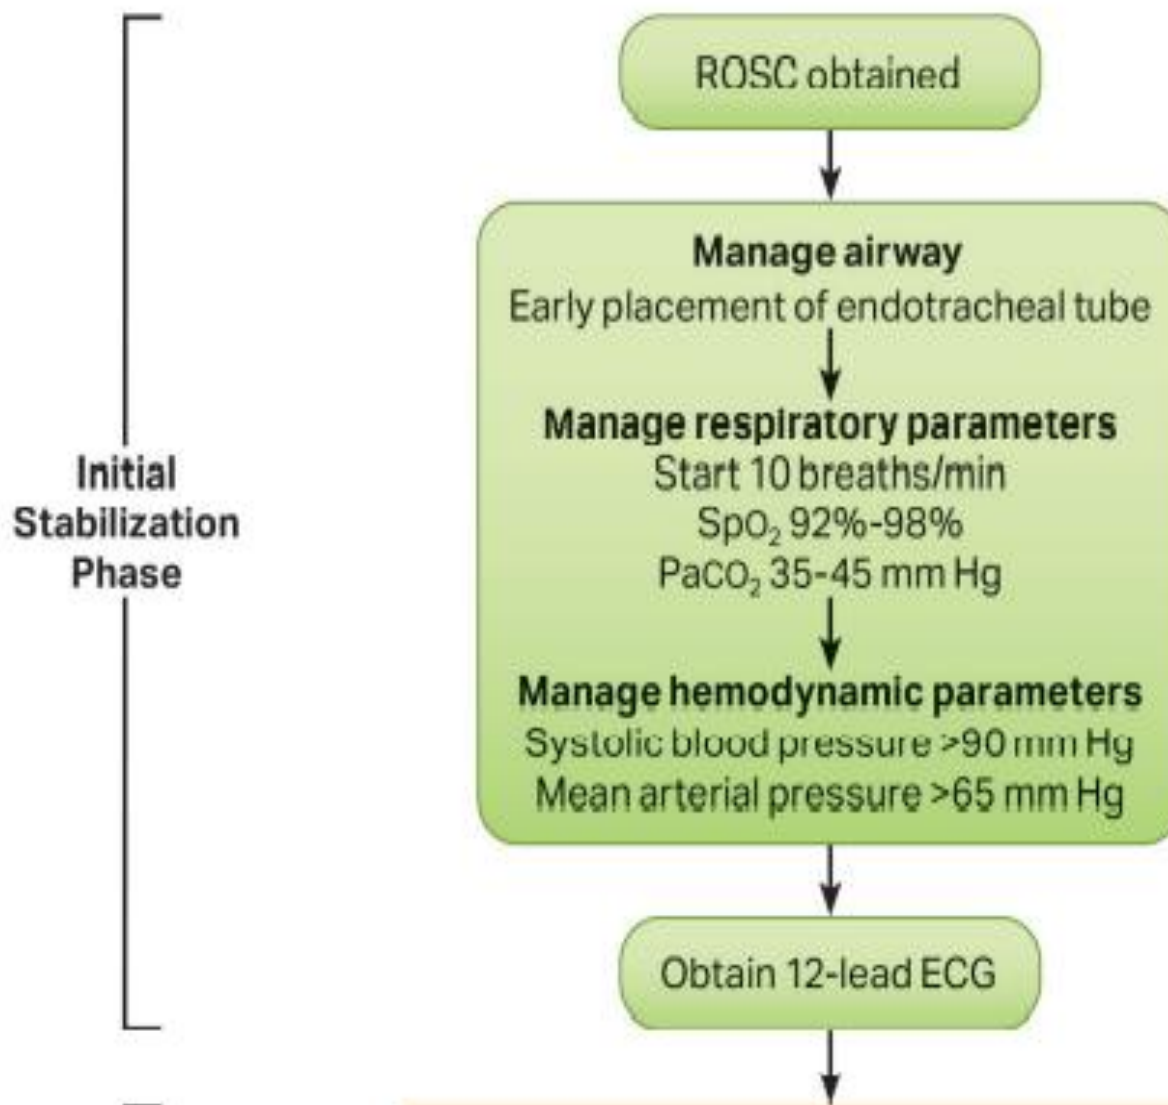 ROSC obtained
Manage airway
Early placement of endotracheal tube
Manage respiratory parameters
Start 10 breaths/min
SpO₂ 92%-98%
PaCO₂ 35-45 mm Hg
Initial
Stabilization
Phase
Manage hemodynamic parameters
Systolic blood pressure >90 mm Hg
Mean arterial pressure >65 mm Hg
Obtain 12-lead ECG